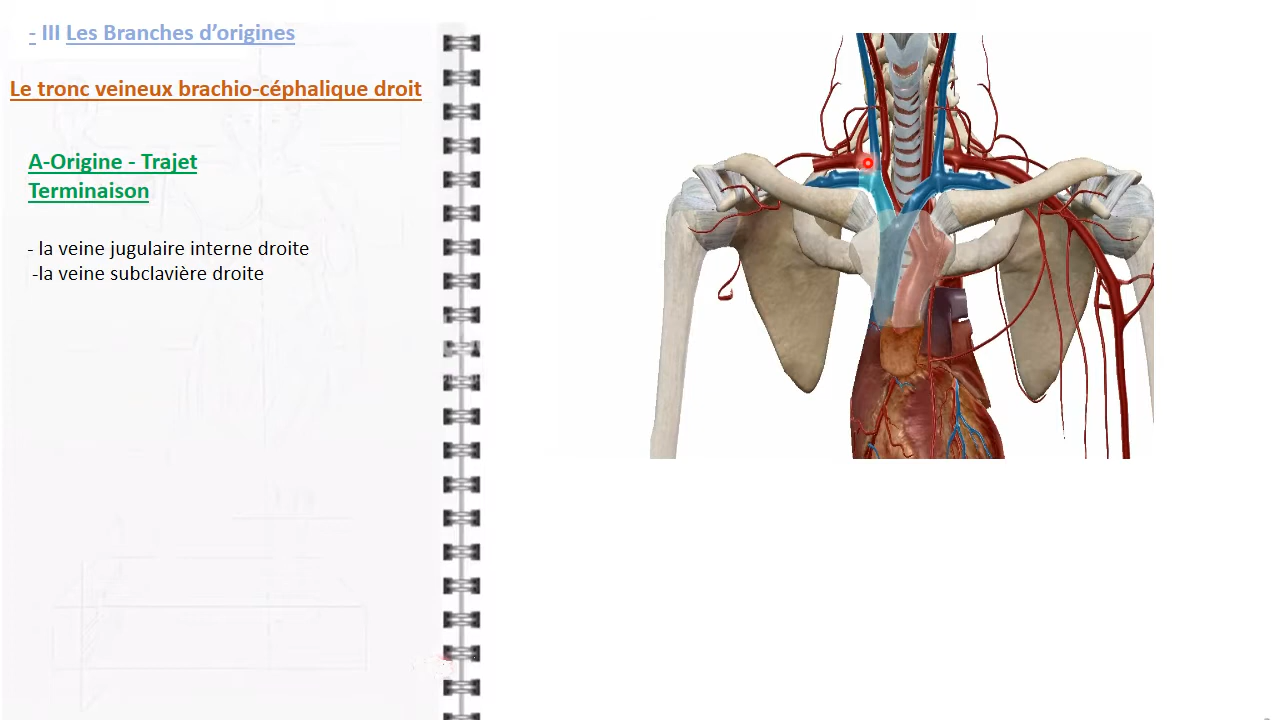 - III Les Branches d’origines
Le tronc veineux brachio-céphalique droit
A-Origine - Trajet
Terminaison
- la veine jugulaire interne droite
-la veine subclavière droite